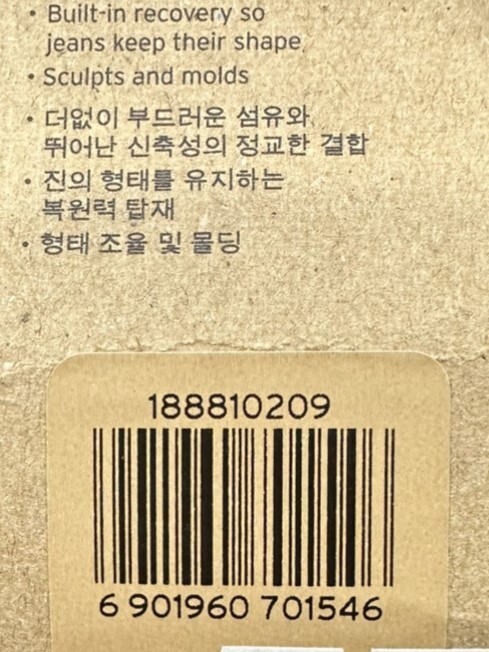 • Built-in recovery so
jeans keep their shape
• Sculpts and molds
• 더없이 부드러운 섬유와
뛰어난 신축성의 정교한 결합
• 진의 형태를 유지하는
복원력 탑재
• 형태 조율 및 몰딩
188810209
6 901960 701546